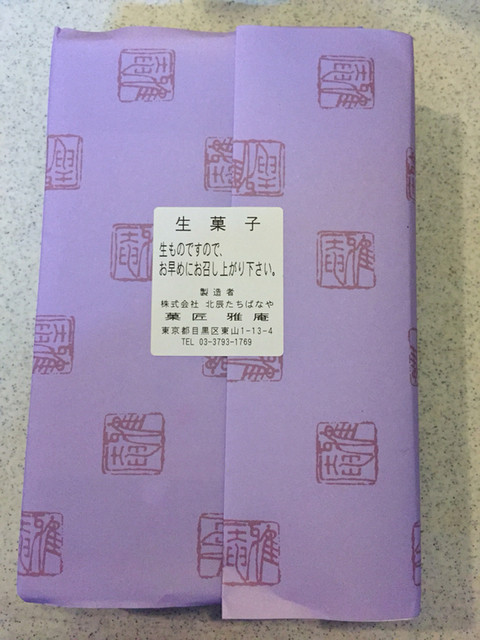 生菓子
生ものですので、
お早めにお召し上がり下さい。
製造者
株式会社 北辰たちばなや
菓匠 雅庵
東京都目黒区東山1-13-4
TEL 03-3793-1769